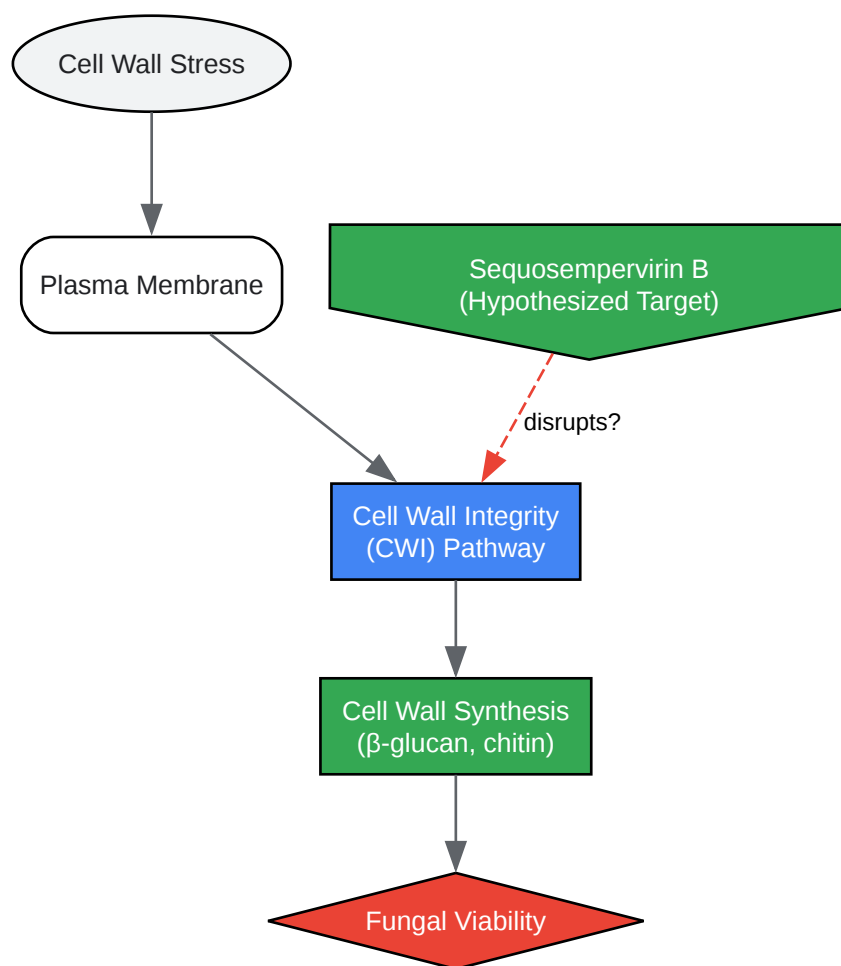 Cell Wall Stress
Plasma Membrane
Sequosempervirin B
(Hypothesized Target)
disrupts?
Cell Wall Integrity
(CWI) Pathway
Cell Wall Synthesis
(β-glucan, chitin)
Fungal Viability